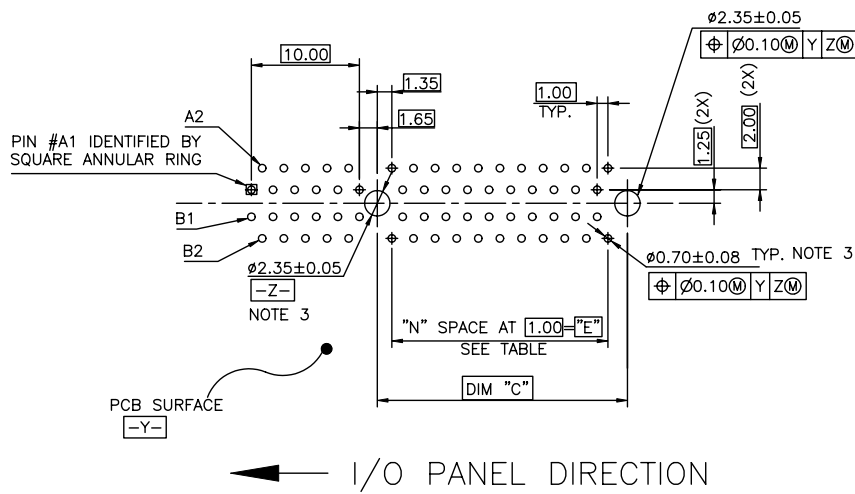 ø2.35±0.05
⌖ Ø0.10Ⓜ Y ZⓂ
10.00
1.35
1.65
1.00
TYP.
1.25 (2X)
2.00 (2X)
A2
PIN #A1 IDENTIFIED BY
SQUARE ANNULAR RING
B1
B2
ø2.35±0.05
-Z-
NOTE 3
ø0.70±0.08 TYP. NOTE 3
⌖ Ø0.10Ⓜ Y ZⓂ
"N" SPACE AT 1.00="E"
SEE TABLE
DIM "C"
PCB SURFACE
-Y-
I/O PANEL DIRECTION